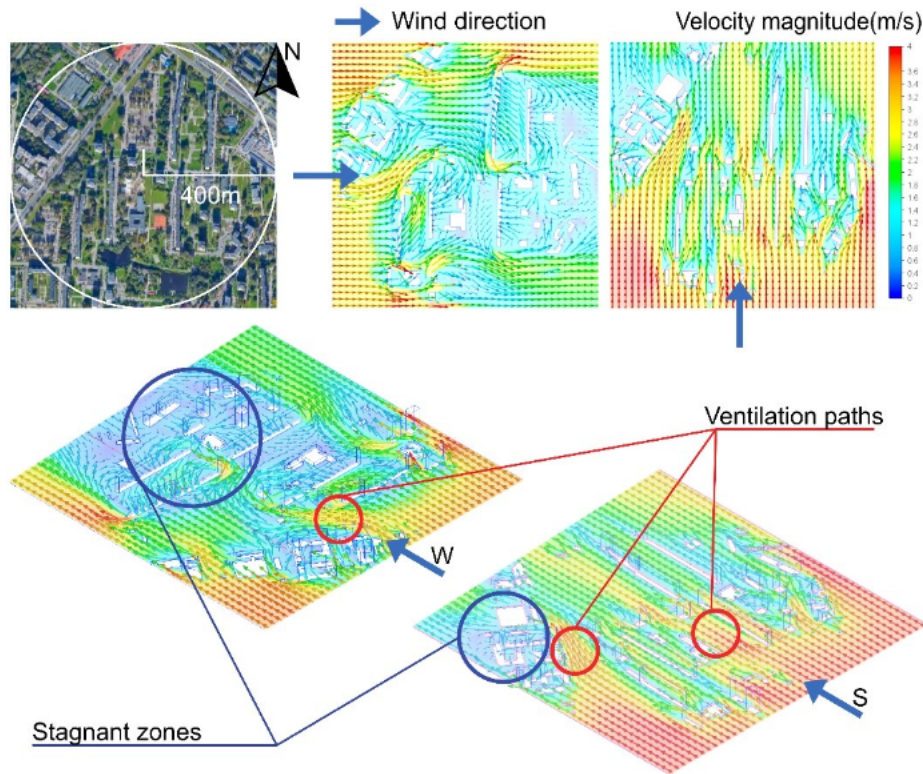 Wind direction
Velocity magnitude(m/s)
N
400m
4
3.8
3.6
3.4
3.2
3
2.8
2.6
2.4
2.2
2
1.8
1.6
1.4
1.2
1
0.8
0.6
0.4
0.2
0
Ventilation paths
W
S
Stagnant zones